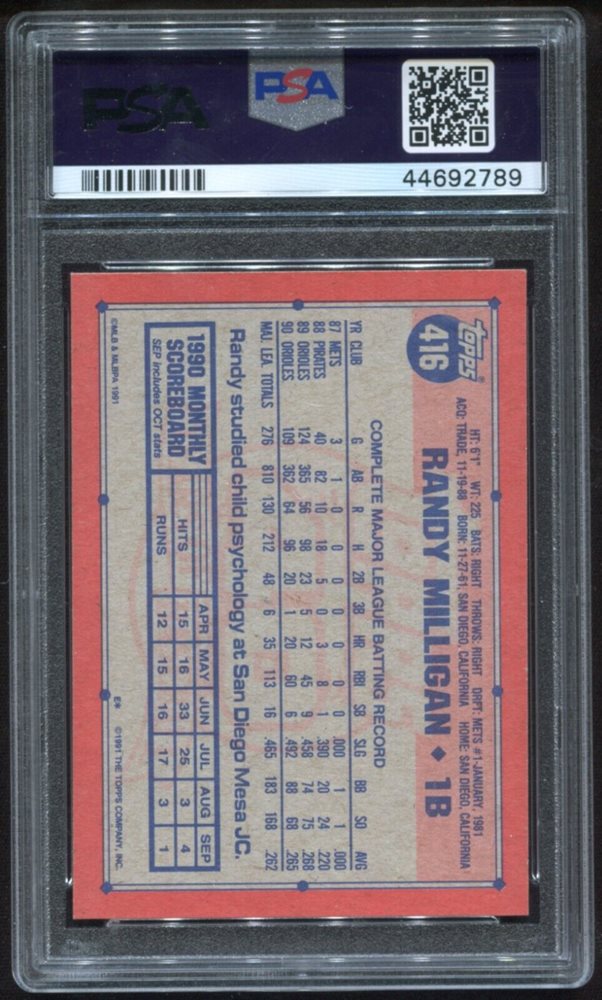 PSA
PSA
44692789
topps®
416
HT: 6'1" WT: 225 BATS: RIGHT THROWS: RIGHT DRFT: METS #1-JANUARY, 1981
ACQ: TRADE, 11-19-88 BORN: 11-27-61, SAN DIEGO, CALIFORNIA HOME: SAN DIEGO, CALIFORNIA
RANDY MILLIGAN ♦ 1B
COMPLETE MAJOR LEAGUE BATTING RECORD
YR CLUB G AB R H 2B 3B HR RBI SB SLG BB SO AVG
87 METS 3 1 0 0 0 0 0 0 0 .000 1 1 .000
88 PIRATES 40 82 10 18 5 0 3 8 1 .390 20 24 .220
89 ORIOLES 124 365 56 98 23 5 12 45 9 .458 74 75 .268
90 ORIOLES 109 362 64 96 20 1 20 60 6 .492 88 68 .265
MAJ. LEA. TOTALS 276 810 130 212 48 6 35 113 16 .465 183 168 .262
Randy studied child psychology at San Diego Mesa JC.
1990 MONTHLY SCOREBOARD
SEP includes OCT stats
APR MAY JUN JUL AUG SEP
HITS 15 16 33 25 3 4
RUNS 12 15 16 17 3 1
©MLB & MLBPA 1991
E* ©1991 THE TOPPS COMPANY, INC.